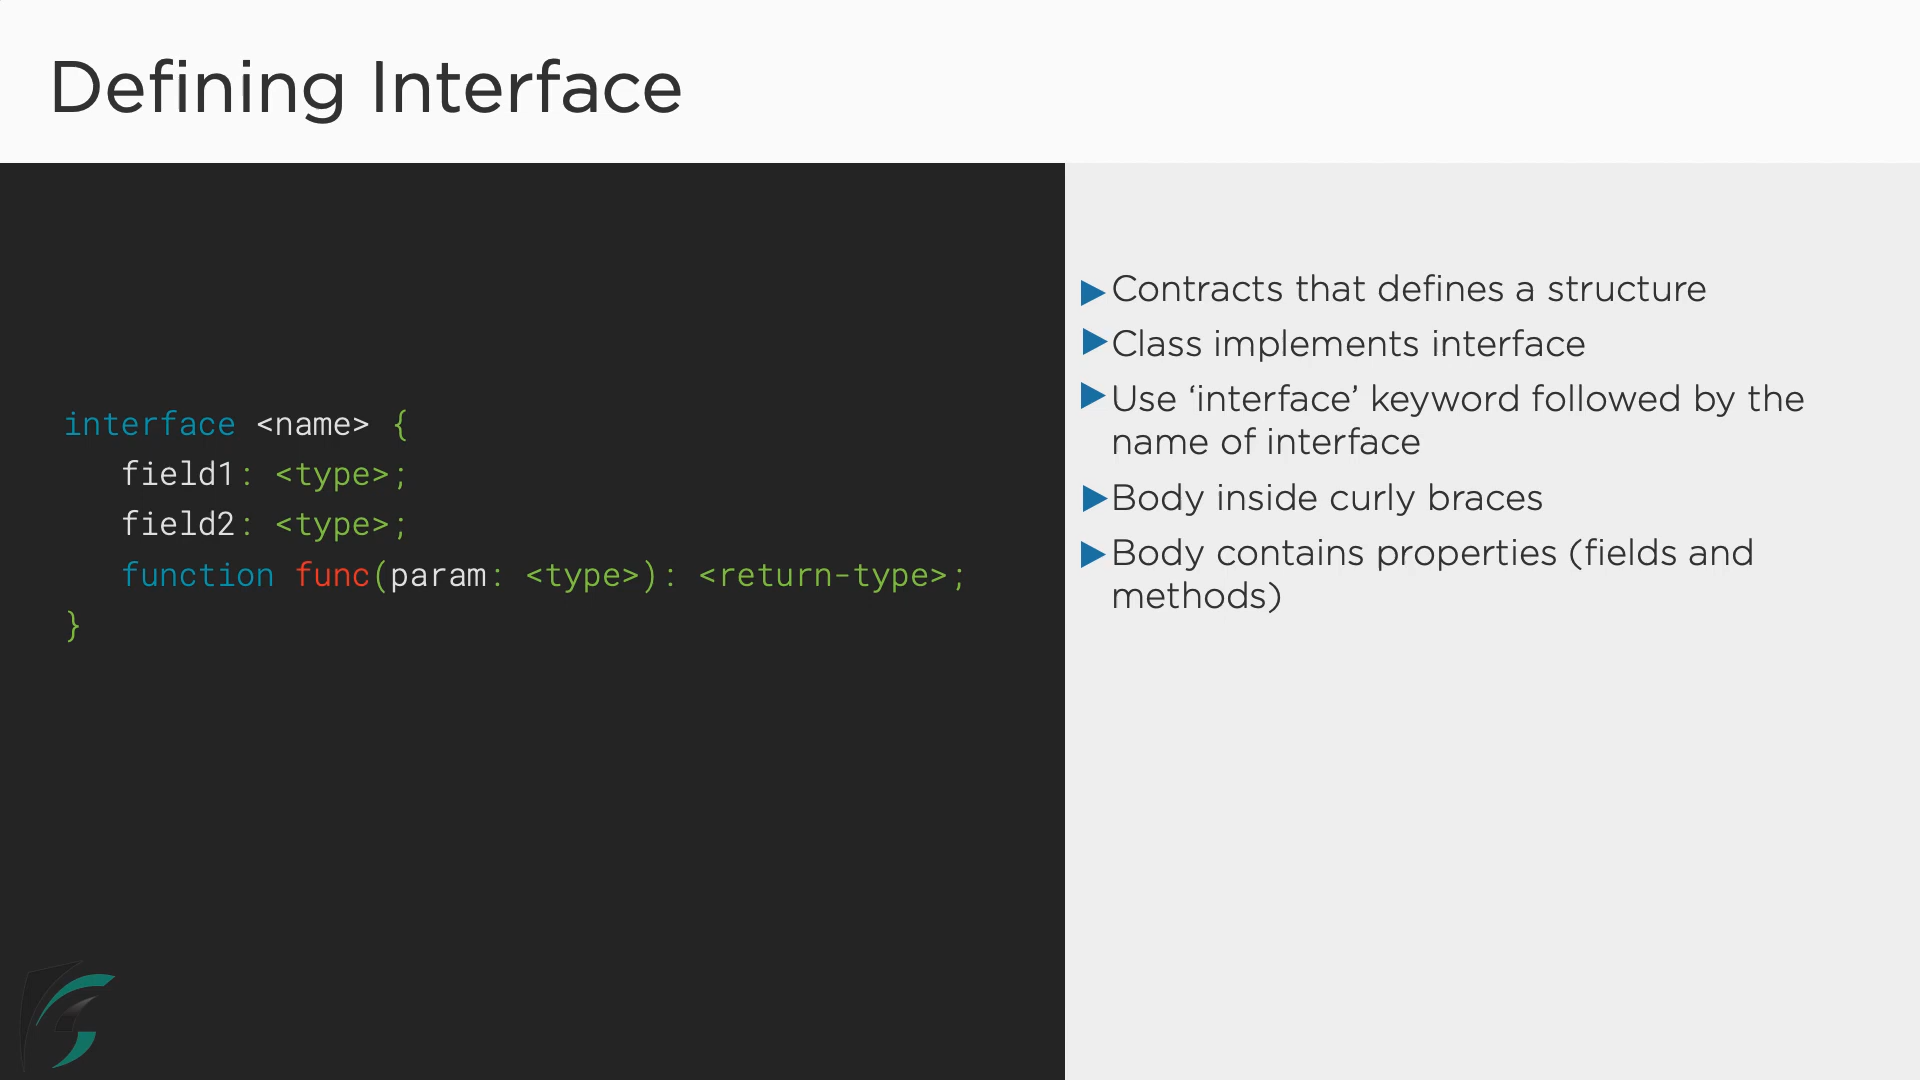 Defining Interface
interface <name> {
field1: <type>;
field2: <type>;
function func(param: <type>): <return-type>;
}
Contracts that defines a structure
Class implements interface
Use ‘interface’ keyword followed by the
name of interface
Body inside curly braces
Body contains properties (fields and
methods)